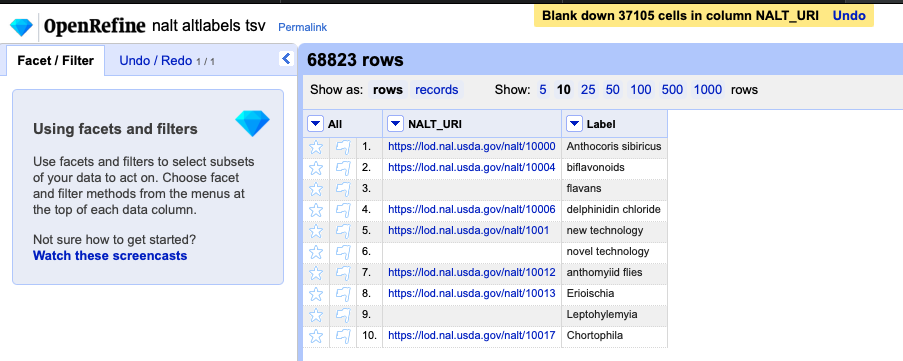 OpenRefine nalt altlabels tsv Permalink
Blank down 37105 cells in column NALT_URI Undo
Facet / Filter Undo / Redo 1 / 1
Using facets and filters
Use facets and filters to select subsets
of your data to act on. Choose facet
and filter methods from the menus at
the top of each data column.
Not sure how to get started?
Watch these screencasts
68823 rows
Show as: rows records Show: 5 10 25 50 100 500 1000 rows
All NALT_URI Label
1. https://lod.nal.usda.gov/nalt/10000 Anthocoris sibiricus
2. https://lod.nal.usda.gov/nalt/10004 biflavonoids
3. flavans
4. https://lod.nal.usda.gov/nalt/10006 delphinidin chloride
5. https://lod.nal.usda.gov/nalt/1001 new technology
6. novel technology
7. https://lod.nal.usda.gov/nalt/10012 anthomyiid flies
8. https://lod.nal.usda.gov/nalt/10013 Erioischia
9. Leptohylemyia
10. https://lod.nal.usda.gov/nalt/10017 Chortophila